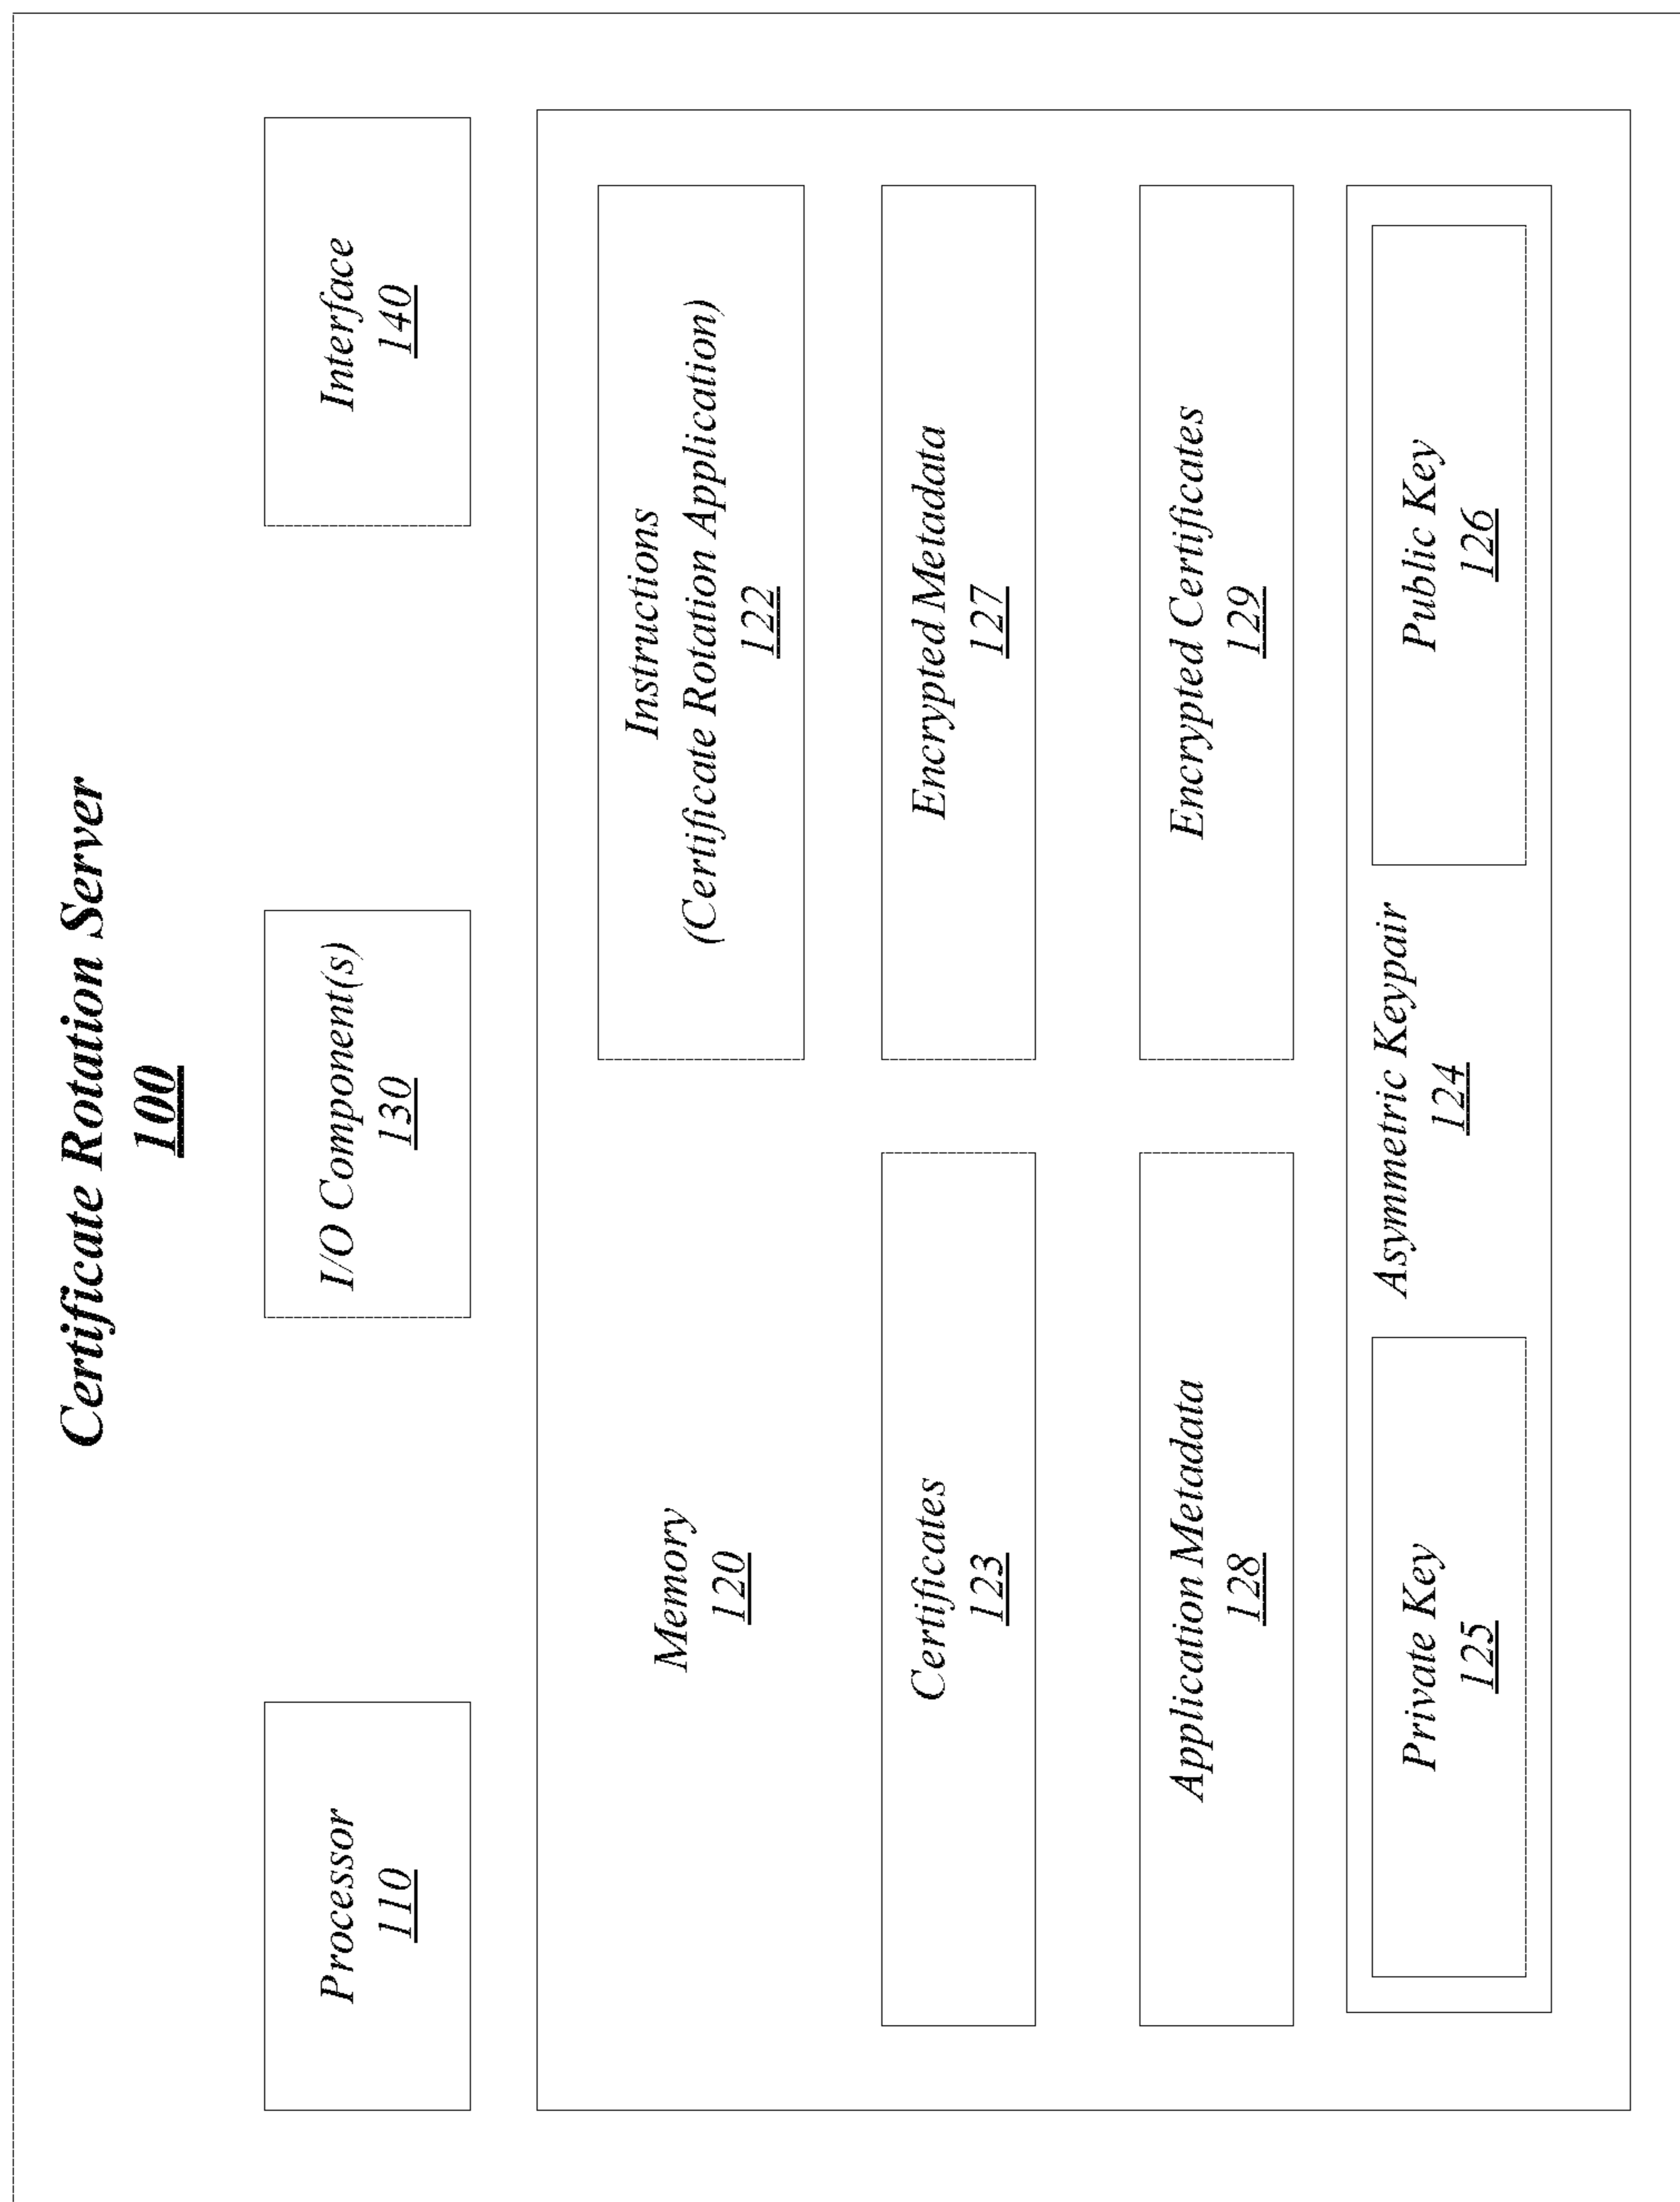 Certificate Rotation Server
100
Processor
110
I/O Component(s)
130
Interface
140
Memory
120
Instructions
(Certificate Rotation Application)
122
Certificates
123
Encrypted Metadata
127
Application Metadata
128
Encrypted Certificates
129
Private Key
125
Asymmetric Keypair
124
Public Key
126